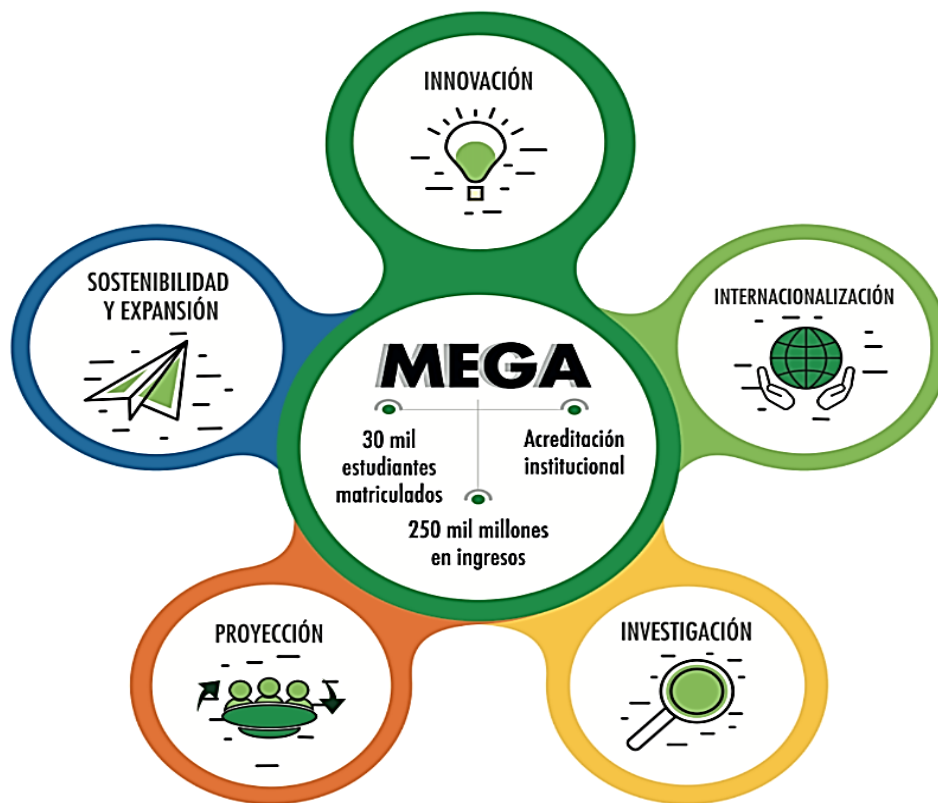 INNOVACIÓN
SOSTENIBILIDAD
Y EXPANSIÓN
INTERNACIONALIZACIÓN
MEGA
30 mil
estudiantes
matriculados
Acreditación
institucional
250 mil millones
en ingresos
PROYECCIÓN
INVESTIGACIÓN